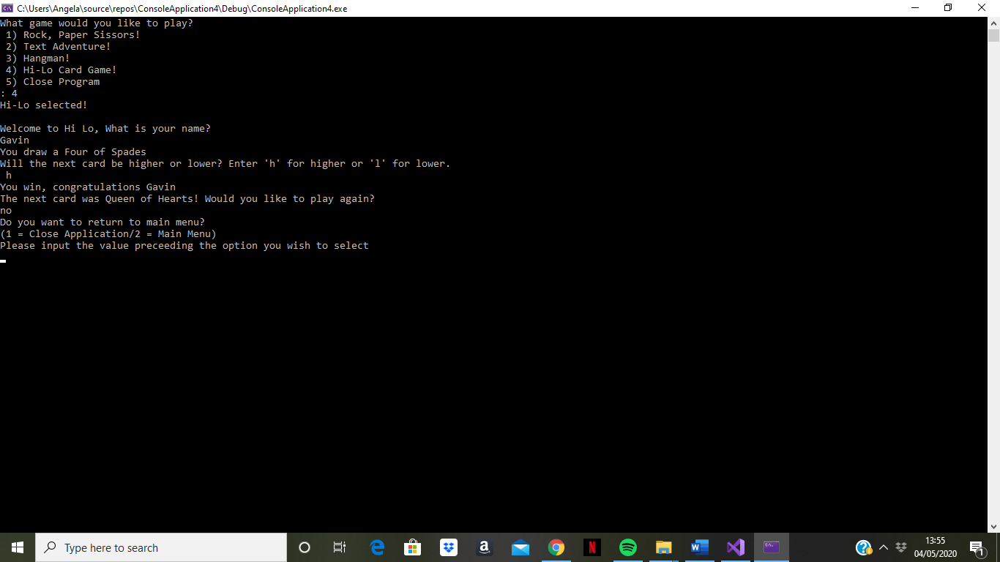 C:\Users\Angela\source\repos\ConsoleApplication4\Debug\ConsoleApplication4.exe
What game would you like to play?
1) Rock, Paper Sissors!
2) Text Adventure!
3) Hangman!
4) Hi-Lo Card Game!
5) Close Program
: 4
Hi-Lo selected!
Welcome to Hi Lo, What is your name?
Gavin
You draw a Four of Spades
Will the next card be higher or lower? Enter 'h' for higher or 'l' for lower.
h
You win, congratulations Gavin
The next card was Queen of Hearts! Would you like to play again?
no
Do you want to return to main menu?
(1 = Close Application/2 = Main Menu)
Please input the value preceeding the option you wish to select
Type here to search
13:55
04/05/2020
1